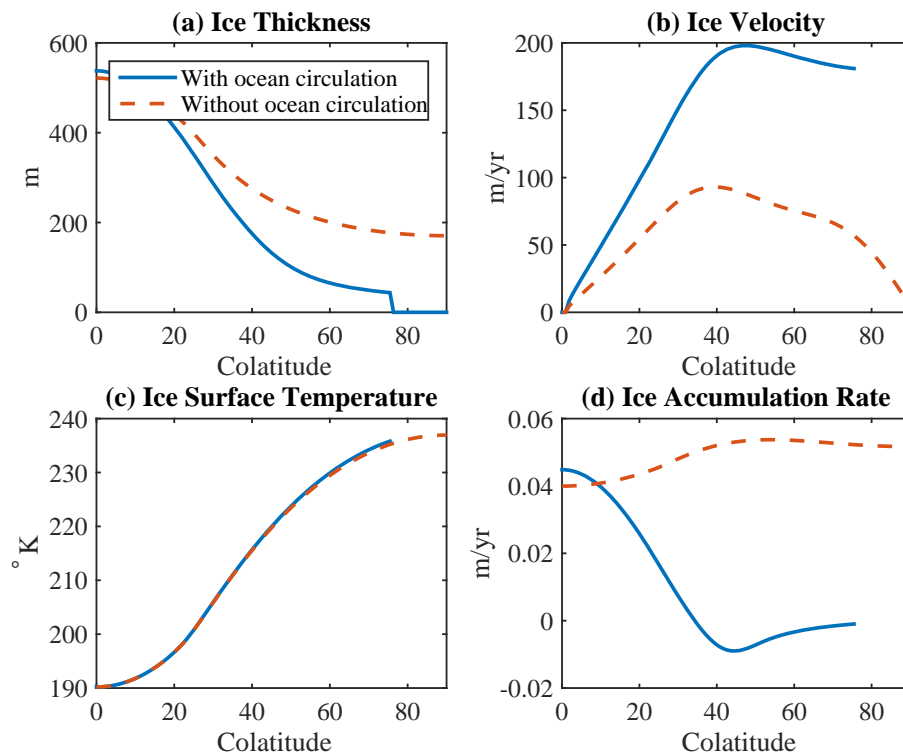 (a) Ice Thickness
600
400
200
0
m
With ocean circulation
Without ocean circulation
0 20 40 60 80
Colatitude
(b) Ice Velocity
200
150
100
50
0
m/yr
0 20 40 60 80
Colatitude
(c) Ice Surface Temperature
240
230
220
210
200
190
° K
0 20 40 60 80
Colatitude
(d) Ice Accumulation Rate
0.06
0.04
0.02
0
-0.02
m/yr
0 20 40 60 80
Colatitude